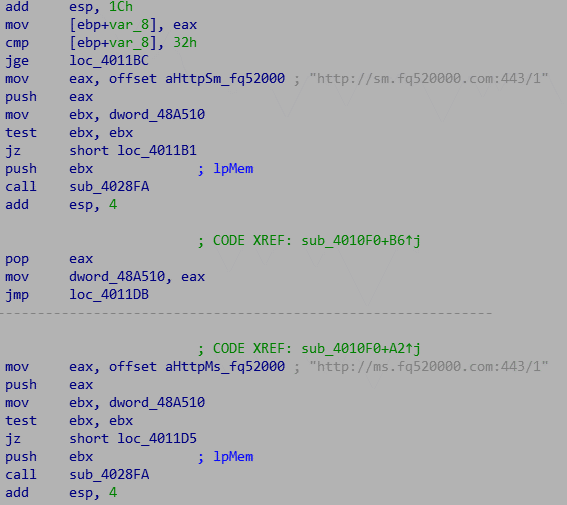 add esp, 1Ch
mov [ebp+var_8], eax
cmp [ebp+var_8], 32h
jge loc_4011BC
mov eax, offset aHttpSm_fq52000 ; "http://sm.fq520000.com:443/1"
push eax
mov ebx, dword_48A510
test ebx, ebx
jz short loc_4011B1
push ebx ; lpMem
call sub_4028FA
add esp, 4
; CODE XREF: sub_4010F0+B6↑j
pop eax
mov dword_48A510, eax
jmp loc_4011DB
; CODE XREF: sub_4010F0+A2↑j
mov eax, offset aHttpMs_fq52000 ; "http://ms.fq520000.com:443/1"
push eax
mov ebx, dword_48A510
test ebx, ebx
jz short loc_4011D5
push ebx ; lpMem
call sub_4028FA
add esp, 4